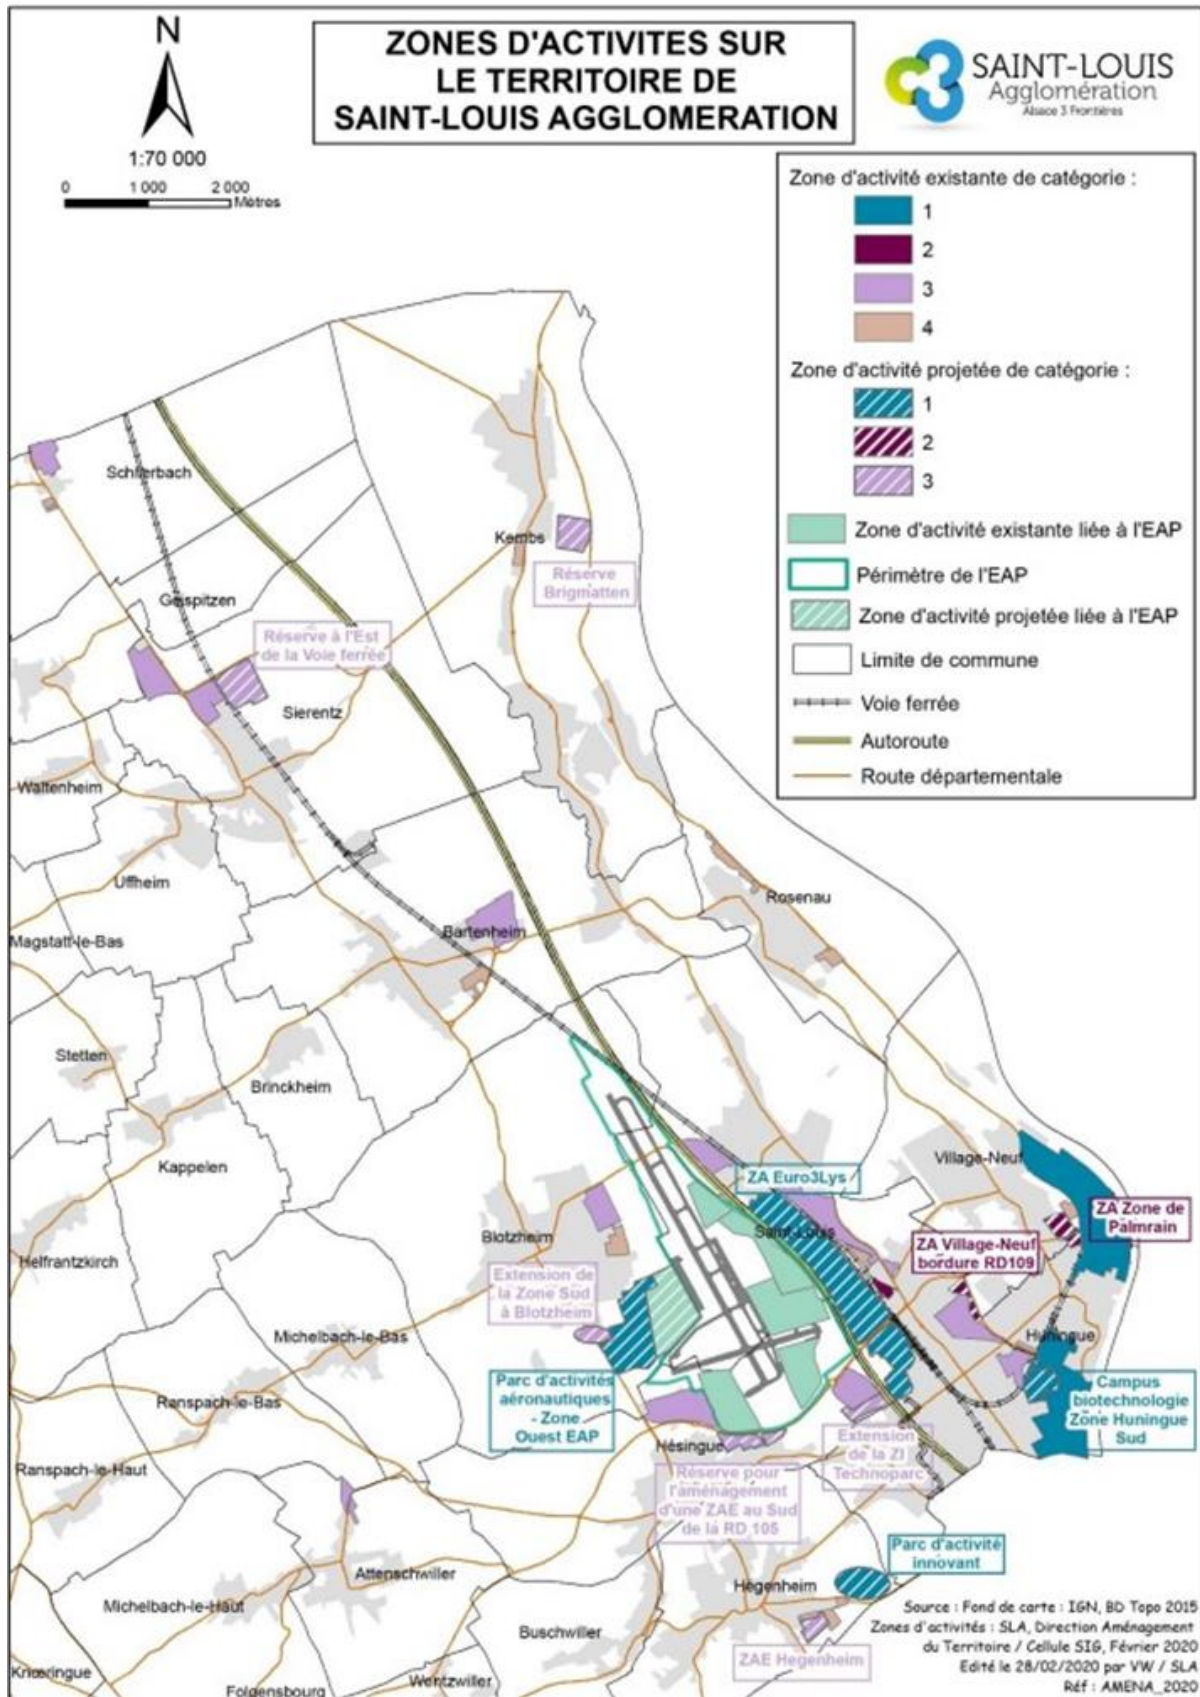 N
1:70 000
0 1 000 2 000
Mètres
ZONES D'ACTIVITES SUR
LE TERRITOIRE DE
SAINT-LOUIS AGGLOMERATION
SAINT-LOUIS
Agglomération
Alsace 3 Frontières
Zone d'activité existante de catégorie :
1
2
3
4
Zone d'activité projetée de catégorie :
1
2
3
Zone d'activité existante liée à l'EAP
Périmètre de l'EAP
Zone d'activité projetée liée à l'EAP
Limite de commune
Voie ferrée
Autoroute
Route départementale
Schlierbach
Kembs
Réserve
Brigmatten
Geispitzen
Réserve à l'Est
de la Voie ferrée
Sierentz
Waltenheim
Uffheim
Rosenau
Magstatt-le-Bas
Bartenheim
Stetten
Brinckheim
Kappelen
Village-Neuf
ZA Euro3Lys
ZA Zone de
Palmrain
Saint-Louis
Blotzheim
ZA Village-Neuf
bordure RD109
Helfrantzkirch
Extension de
la Zone Sud
à Blotzheim
Michelbach-le-Bas
Huningue
Parc d'activités
aéronautiques
- Zone
Ouest EAP
Campus
biotechnologie
Zone Huningue
Sud
Ranspach-le-Bas
Hésingue
Extension
de la ZI
Technoparc
Ranspach-le-Haut
Réserve pour
l'aménagement
d'une ZAE au Sud
de la RD 105
Parc d'activité
innovant
Attenschwiller
Hégenheim
Michelbach-le-Haut
Buschwiller
ZAE Hegenheim
Knœringue
Wentzwiller
Folgensbourg
Source : Fond de carte : IGN, BD Topo 2015
Zones d'activités : SLA, Direction Aménagement
du Territoire / Cellule SIG, Février 2020
Edité le 28/02/2020 par VW / SLA
Réf : AMENA_2020